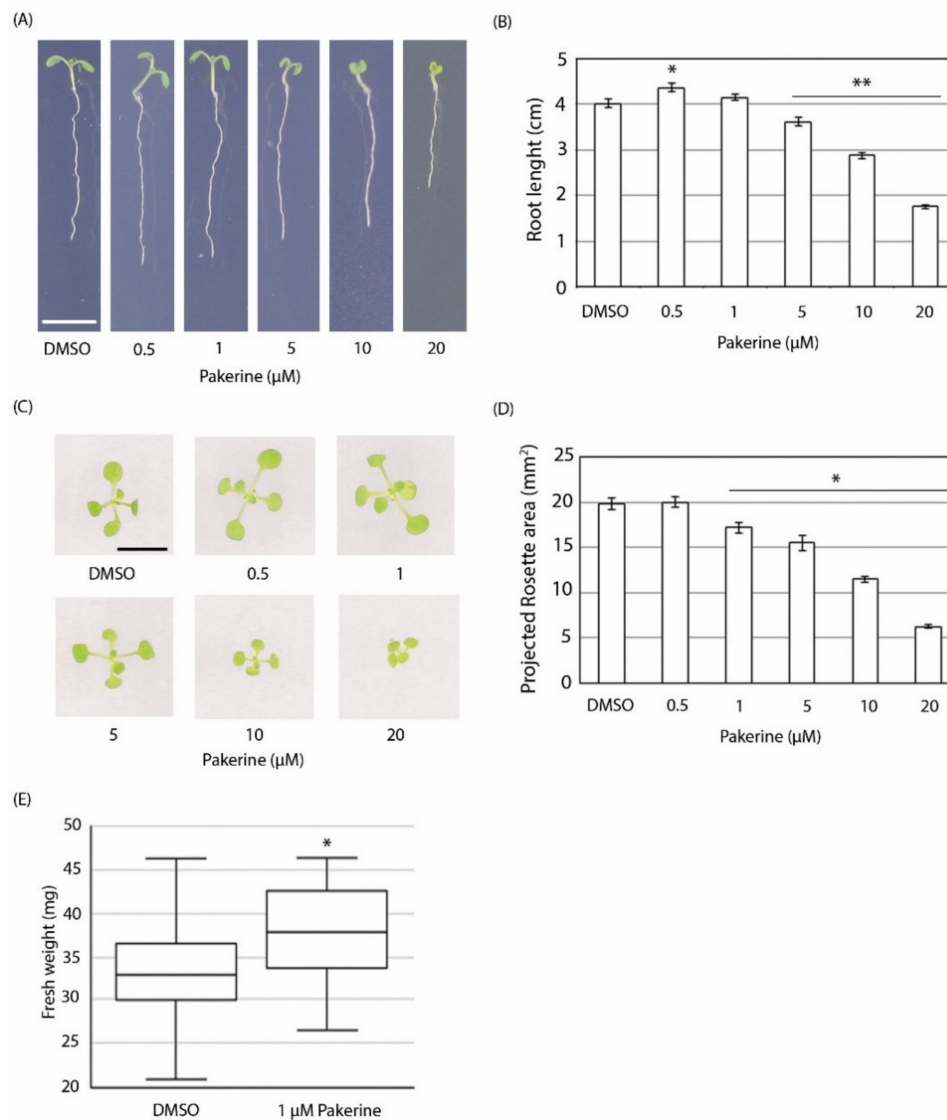 (A)
DMSO 0.5 1 5 10 20
Pakerine (µM)
(B)
Root lenght (cm)
5
4
3
2
1
0
*
**
DMSO 0.5 1 5 10 20
Pakerine (µM)
(C)
DMSO 0.5 1
5 10 20
Pakerine (µM)
(D)
Projected Rosette area (mm²)
25
20
15
10
5
0
*
DMSO 0.5 1 5 10 20
Pakerine (µM)
(E)
Fresh weight (mg)
50
45
40
35
30
25
20
*
DMSO 1 µM Pakerine